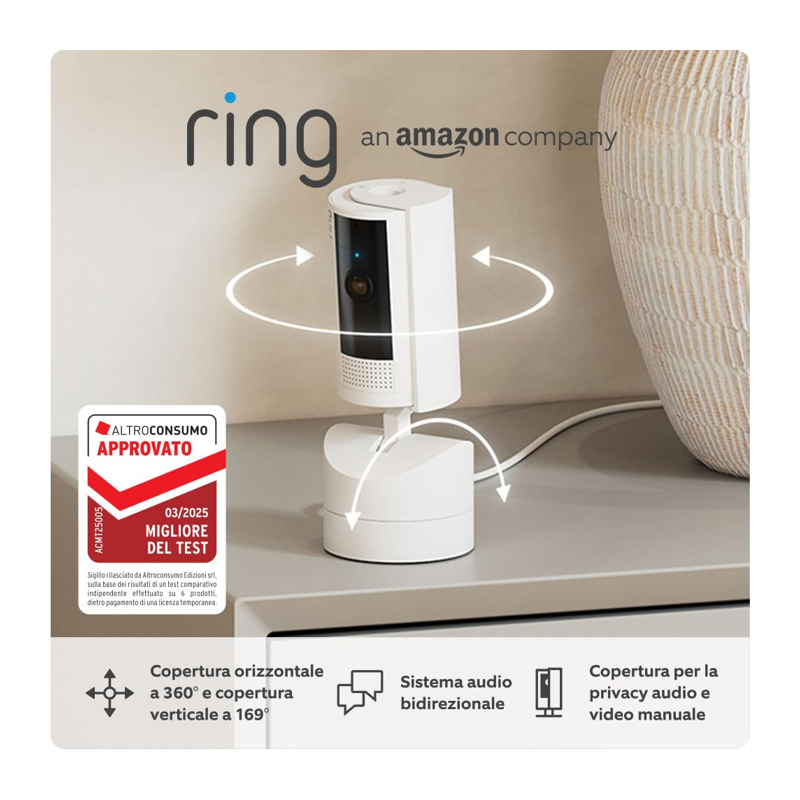 ring an amazon company
ring
ALTROCONSUMO
APPROVATO
ACMT25005
03/2025
MIGLIORE
DEL TEST
Sigillo rilasciato da Altroconsumo Edizioni srl,
sulla base dei risultati di un test comparativo
indipendente effettuato su 6 prodotti,
dietro pagamento di una licenza temporanea.
Copertura orizzontale
a 360° e copertura
verticale a 169°
Sistema audio
bidirezionale
Copertura per la
privacy audio e
video manuale